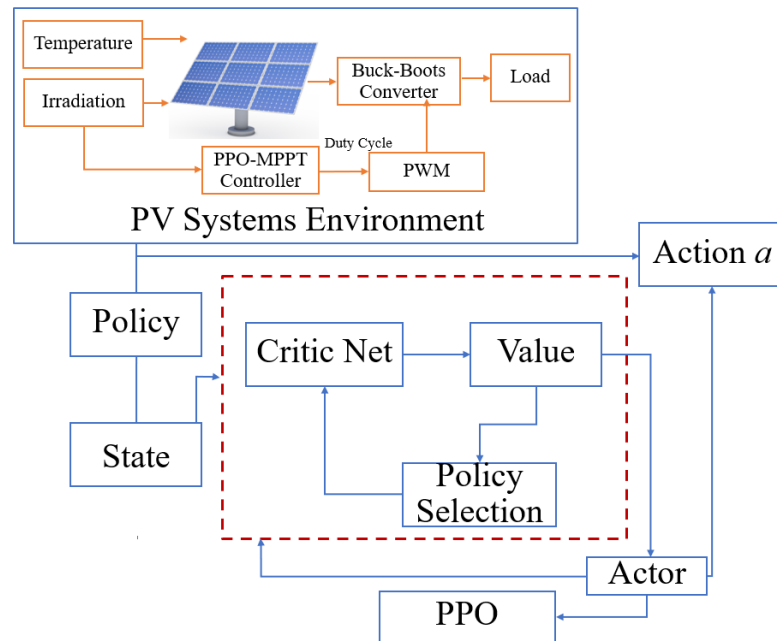 Temperature
Irradiation
Buck-Boots
Converter
Load
PPO-MPPT
Controller
Duty Cycle
PWM
PV Systems Environment
Action a
Policy
Critic Net
Value
State
Policy
Selection
Actor
PPO